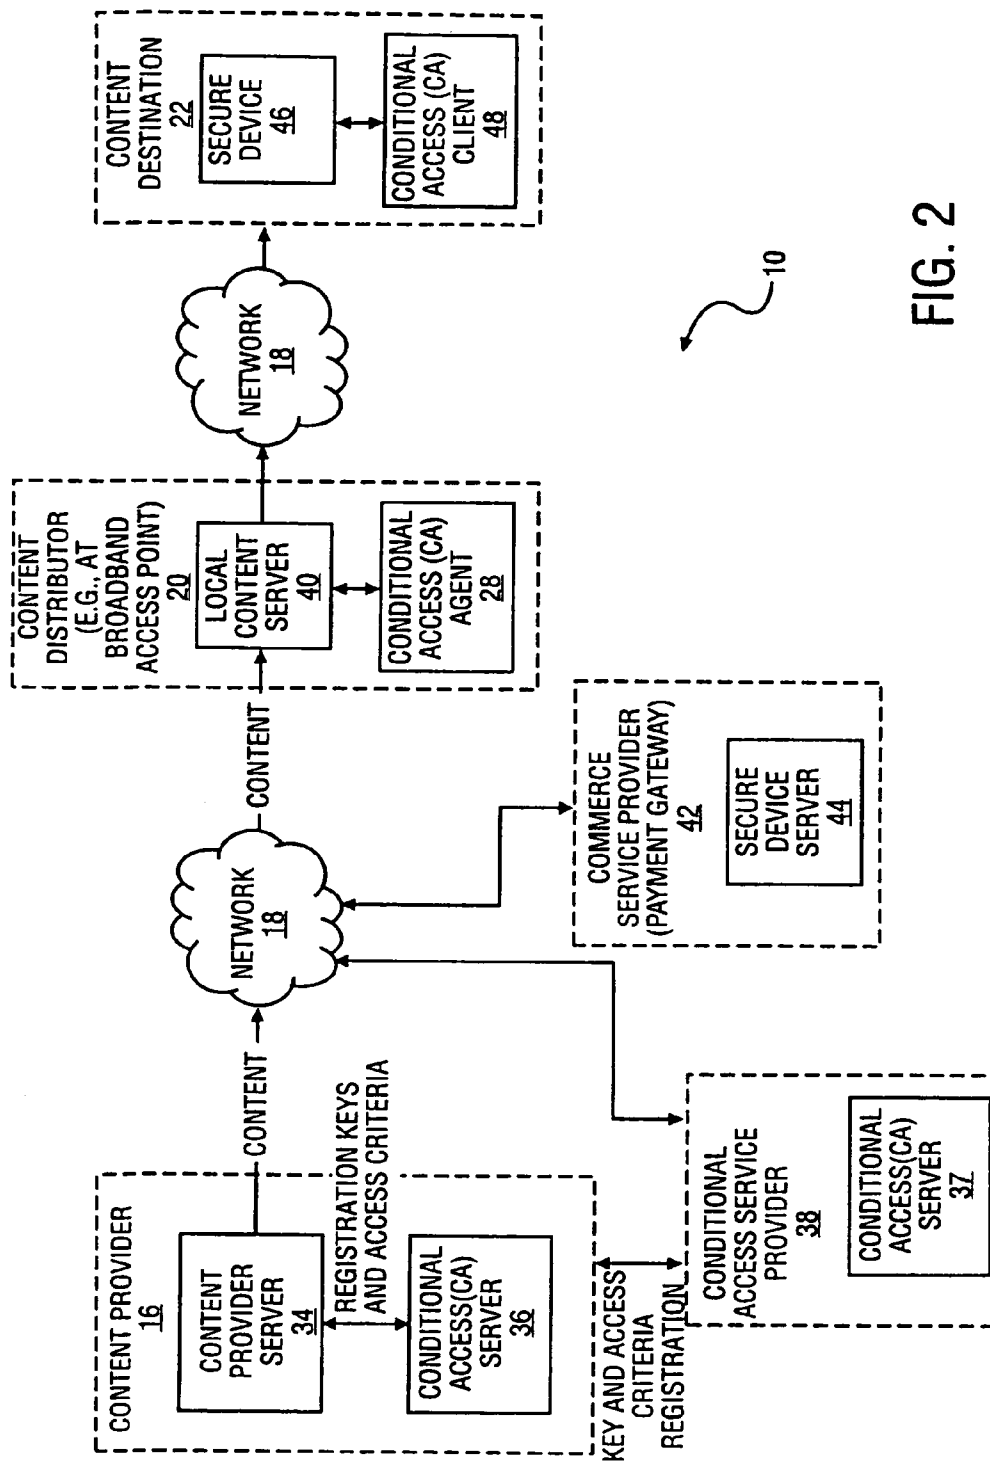 CONTENT PROVIDER
16
CONTENT
PROVIDER
SERVER
34
REGISTRATION KEYS
AND ACCESS CRITERIA
CONDITIONAL
ACCESS(CA)
SERVER
36
KEY AND ACCESS
CRITERIA
REGISTRATION
CONDITIONAL
ACCESS SERVICE
PROVIDER
38
CONDITIONAL
ACCESS(CA)
SERVER
37
CONTENT
NETWORK
18
CONTENT
COMMERCE
SERVICE PROVIDER
(PAYMENT GATEWAY)
42
SECURE
DEVICE
SERVER
44
CONTENT
DISTRIBUTOR
(E.G., AT
BROADBAND
ACCESS POINT)
20
LOCAL
CONTENT
SERVER
40
CONDITIONAL
ACCESS (CA)
AGENT
28
NETWORK
18
CONTENT
DESTINATION
22
SECURE
DEVICE
46
CONDITIONAL
ACCESS (CA)
CLIENT
48
10
FIG. 2